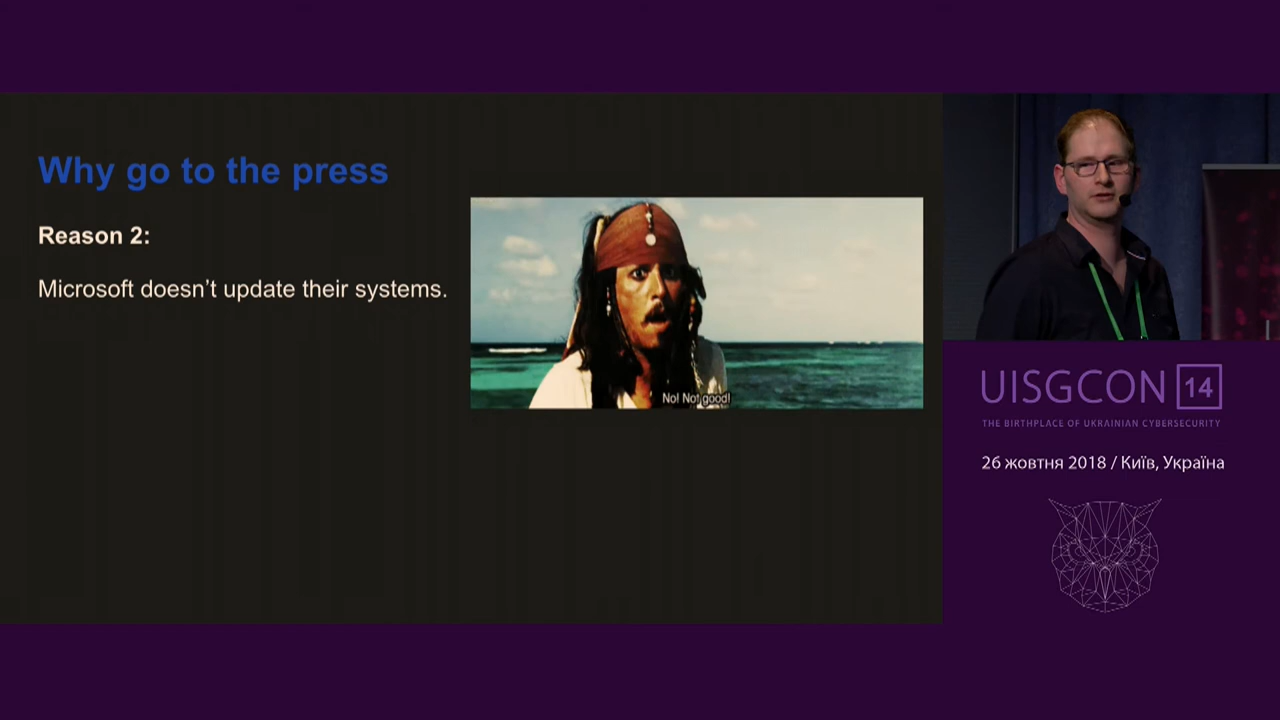 Why go to the press
Reason 2:
Microsoft doesn't update their systems.
No! Not good!
UISGCON 14
THE BIRTHPLACE OF UKRAINIAN CYBERSECURITY
26 жовтня 2018 / Київ, Україна